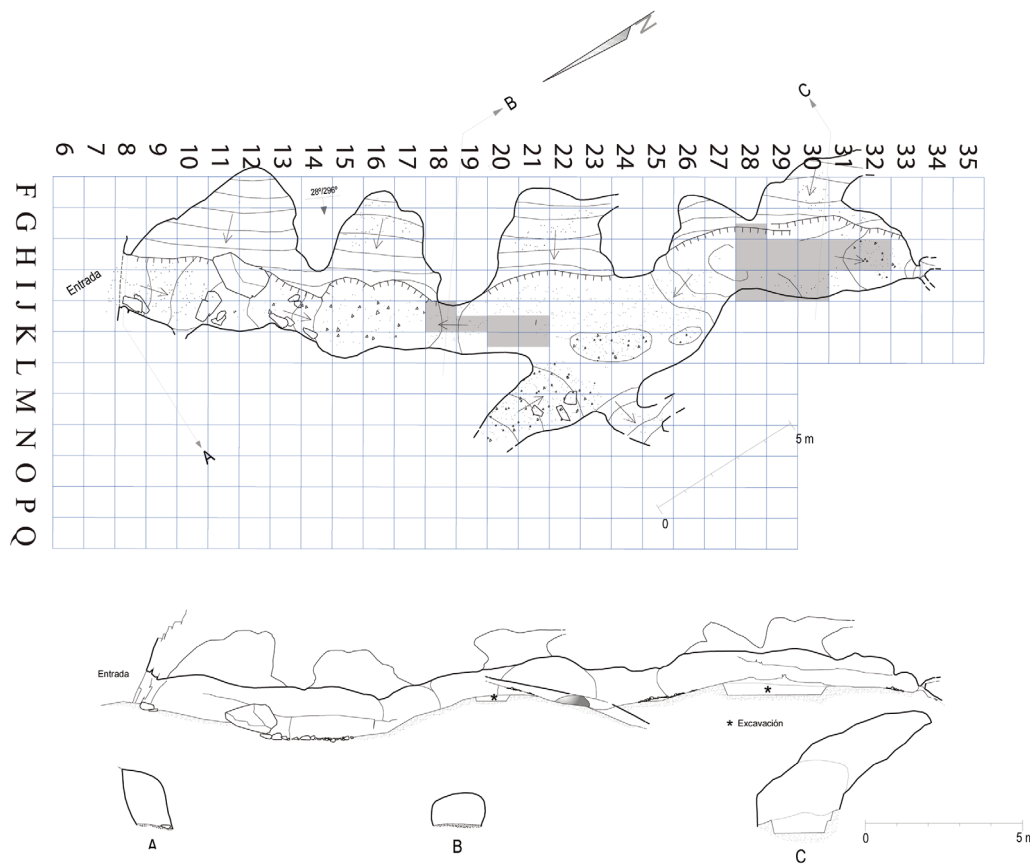 N
B
C
6 7 8 9 10 11 12 13 14 15 16 17 18 19 20 21 22 23 24 25 26 27 28 29 30 31 32 33 34 35
F
G
H
I
J
K
L
M
N
O
P
Q
28º/296º
Entrada
A
5 m
0
Entrada
*
*
* Excavación
A
B
C
0
5 m